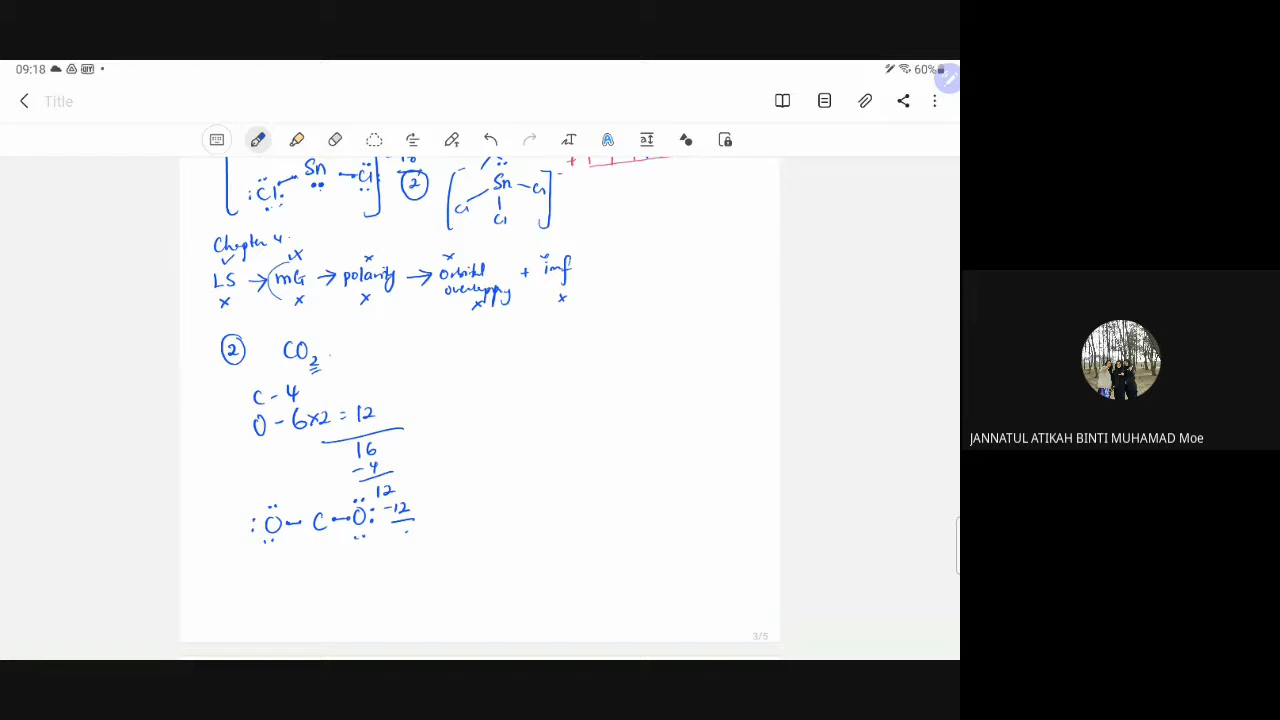 09:18
60%
Title
Sn
Cl
Cl
- 18
2
Sn
Cl
Cl
Cl
Chapter 4.
LS → MG → polarity → orbital overlapping + imf
2 CO2
C - 4
O - 6x2 = 12
16
- 4
12
- 12
:O - C - O:
3/5
JANNATUL ATIKAH BINTI MUHAMAD Moe